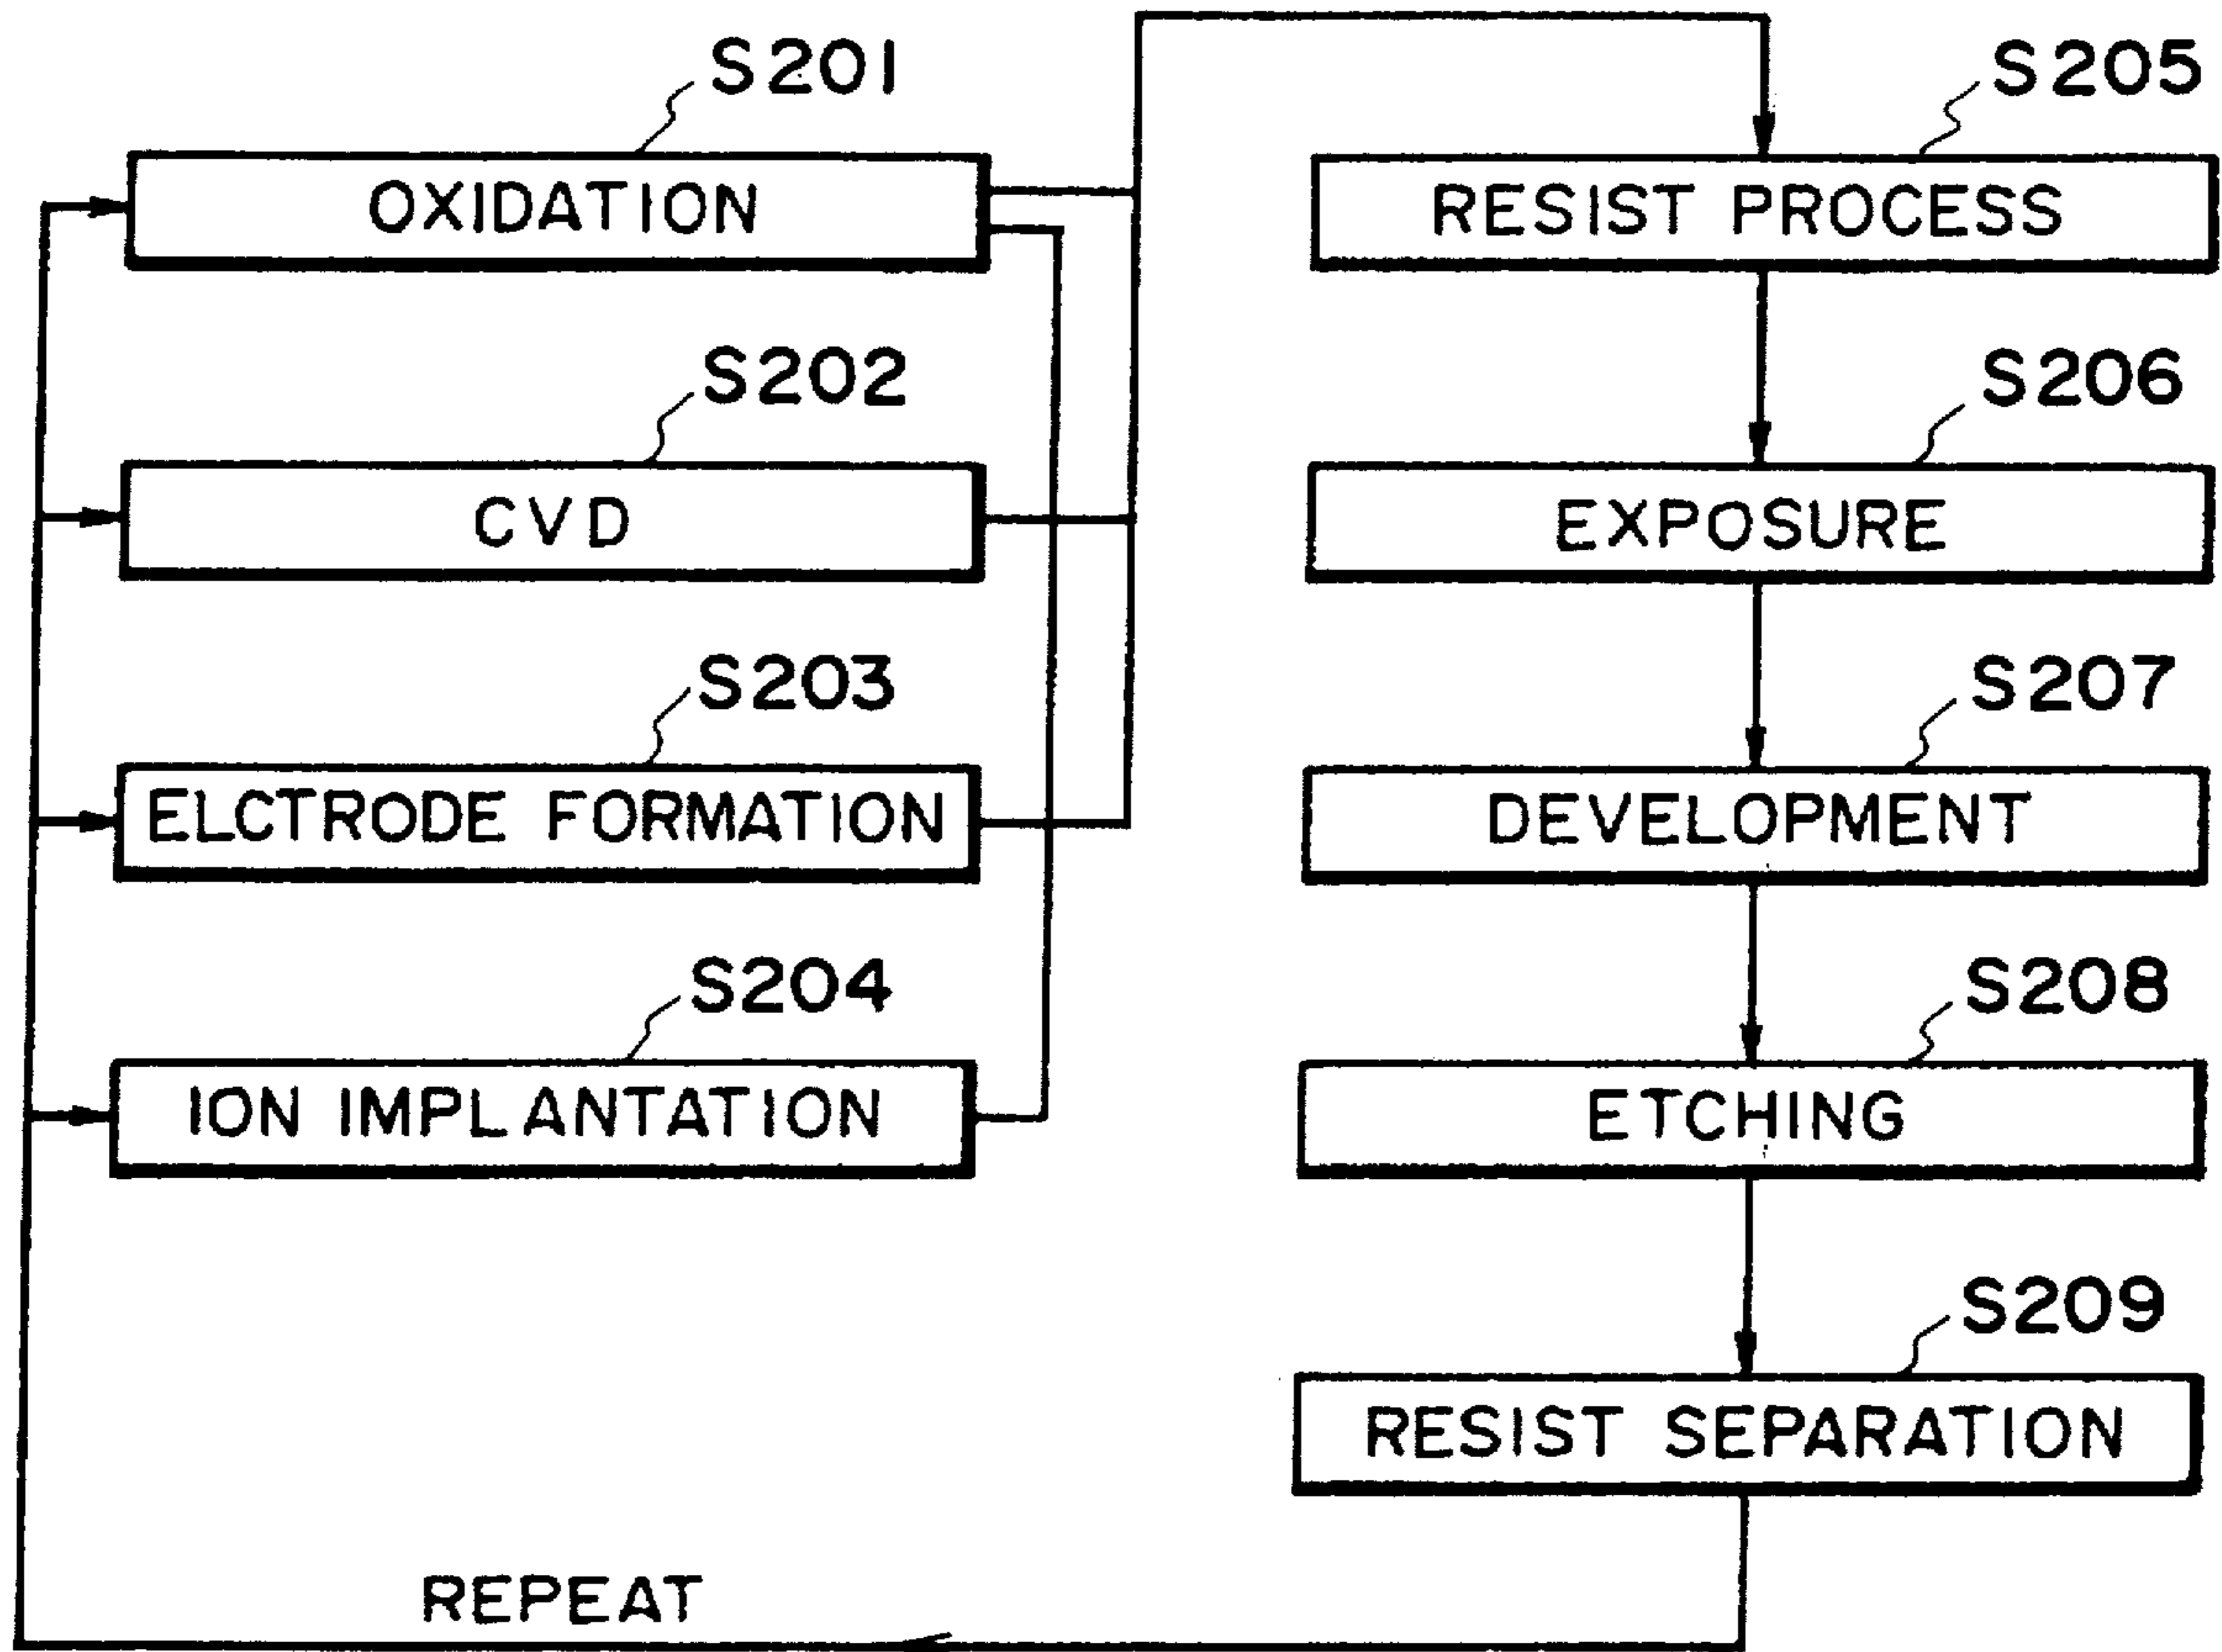 S201
OXIDATION
S202
CVD
S203
ELCTRODE FORMATION
S204
ION IMPLANTATION
S205
RESIST PROCESS
S206
EXPOSURE
S207
DEVELOPMENT
S208
ETCHING
S209
RESIST SEPARATION
REPEAT